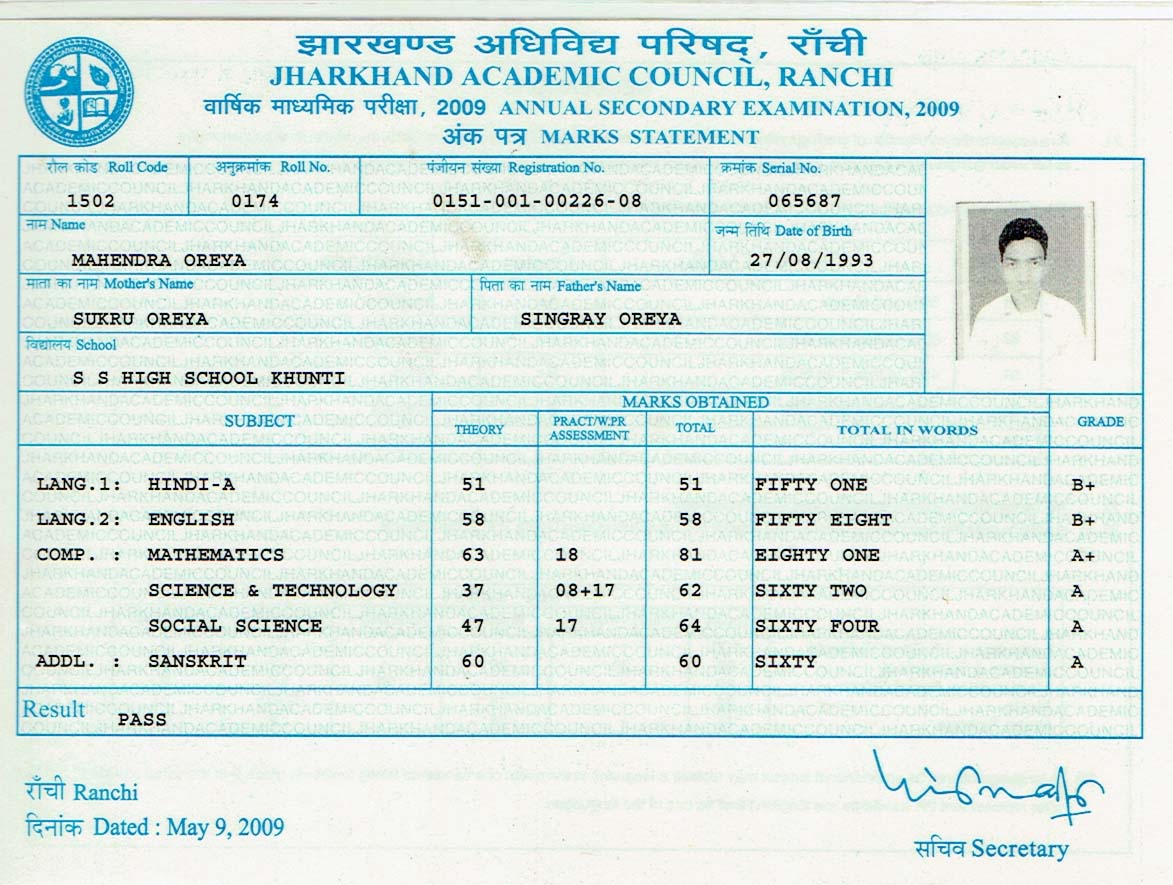 झारखण्ड अधिविद्य परिषद्, राँची
JHARKHAND ACADEMIC COUNCIL, RANCHI
वार्षिक माध्यमिक परीक्षा, 2009 ANNUAL SECONDARY EXAMINATION, 2009
अंक पत्र MARKS STATEMENT
रौल कोड Roll Code अनुक्रमांक Roll No. पंजीयन संख्या Registration No. क्रमांक Serial No.
1502 0174 0151-001-00226-08 065687
नाम Name जन्म तिथि Date of Birth
MAHENDRA OREYA 27/08/1993
माता का नाम Mother's Name पिता का नाम Father's Name
SUKRU OREYA SINGRAY OREYA
विद्यालय School
S S HIGH SCHOOL KHUNTI
MARKS OBTAINED
SUBJECT THEORY PRACT/W.PR ASSESSMENT TOTAL TOTAL IN WORDS GRADE
LANG.1: HINDI-A 51 51 FIFTY ONE B+
LANG.2: ENGLISH 58 58 FIFTY EIGHT B+
COMP. : MATHEMATICS 63 18 81 EIGHTY ONE A+
SCIENCE & TECHNOLOGY 37 08+17 62 SIXTY TWO A
SOCIAL SCIENCE 47 17 64 SIXTY FOUR A
ADDL. : SANSKRIT 60 60 SIXTY A
Result PASS
राँची Ranchi
दिनांक Dated : May 9, 2009
सचिव Secretary